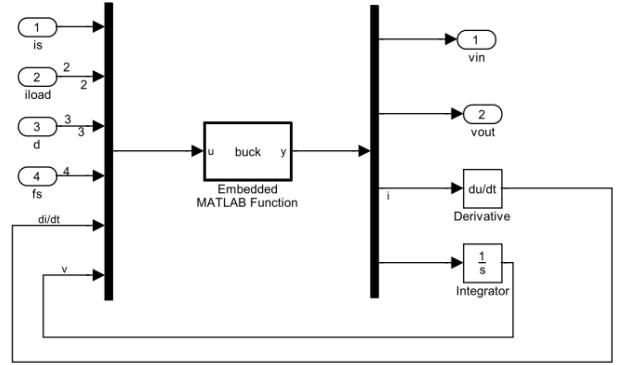 1
is
2
iload
2
2
3
d
3
3
4
fs
4
di/dt
v
u buck y
Embedded
MATLAB Function
1
vin
2
vout
i
du/dt
Derivative
1
s
Integrator